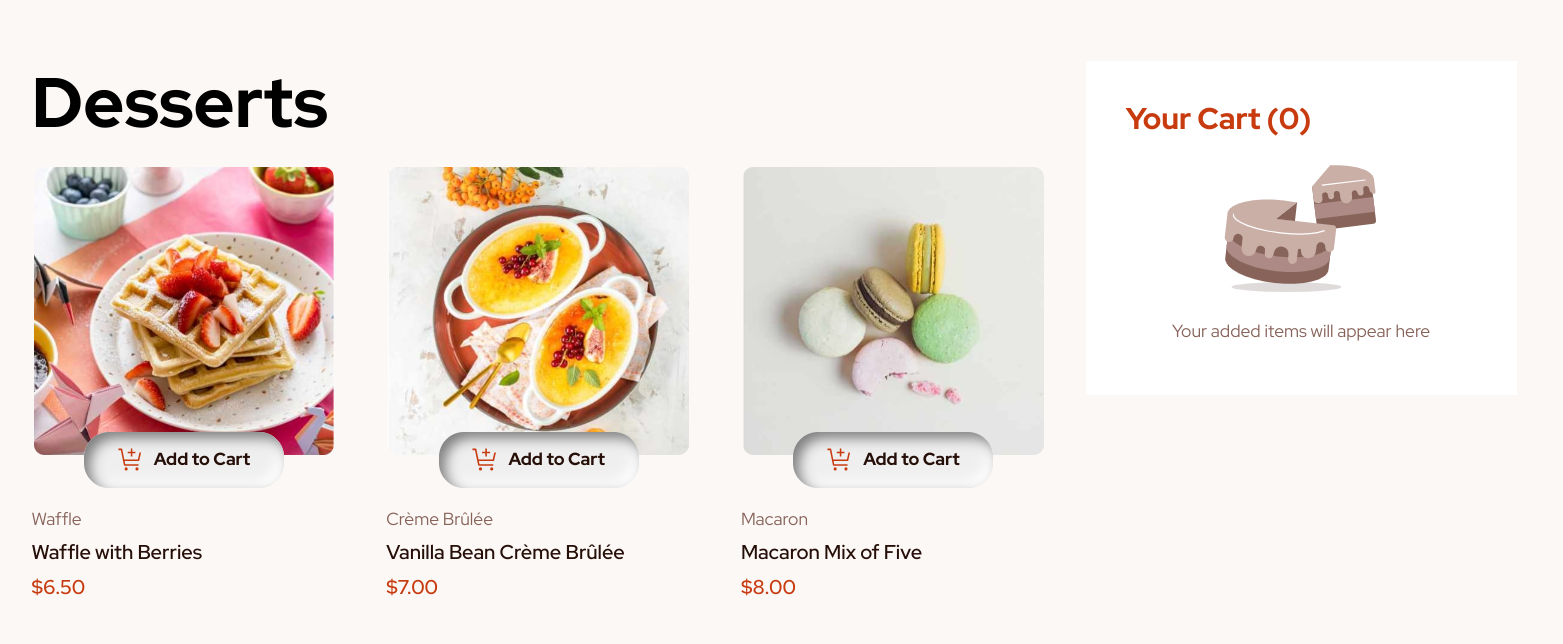 Desserts
Your Cart (0)
Your added items will appear here
Add to Cart
Add to Cart
Add to Cart
Waffle
Waffle with Berries
$6.50
Crème Brûlée
Vanilla Bean Crème Brûlée
$7.00
Macaron
Macaron Mix of Five
$8.00